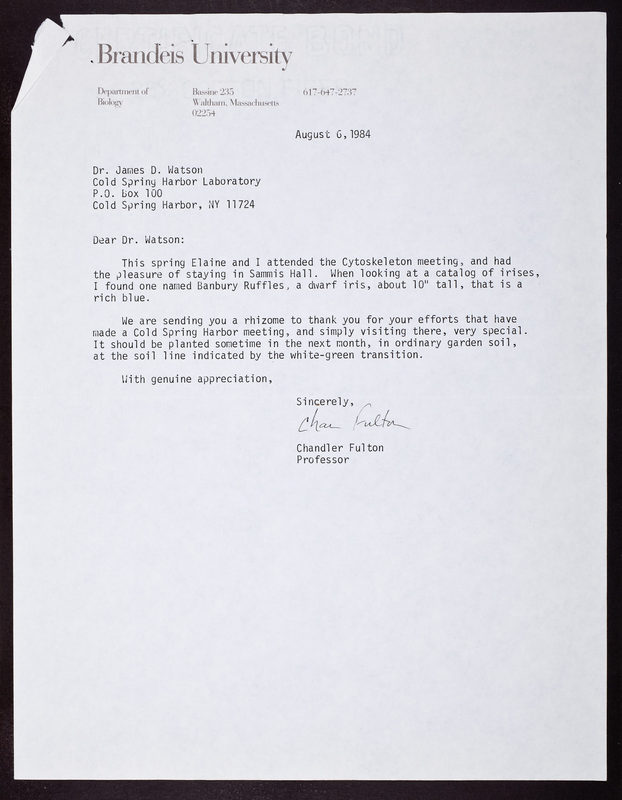 Brandeis University
Department of Biology
Bassine 235
Waltham, Massachusetts
02254
617-647-2737
August 6, 1984
Dr. James D. Watson
Cold Spring Harbor Laboratory
P.O. Box 100
Cold Spring Harbor, NY 11724
Dear Dr. Watson:
This spring Elaine and I attended the Cytoskeleton meeting, and had
the pleasure of staying in Sammis Hall. When looking at a catalog of irises,
I found one named Banbury Ruffles, a dwarf iris, about 10" tall, that is a
rich blue.
We are sending you a rhizome to thank you for your efforts that have
made a Cold Spring Harbor meeting, and simply visiting there, very special.
It should be planted sometime in the next month, in ordinary garden soil,
at the soil line indicated by the white-green transition.
With genuine appreciation,
Sincerely,
Chan Fulton
Chandler Fulton
Professor